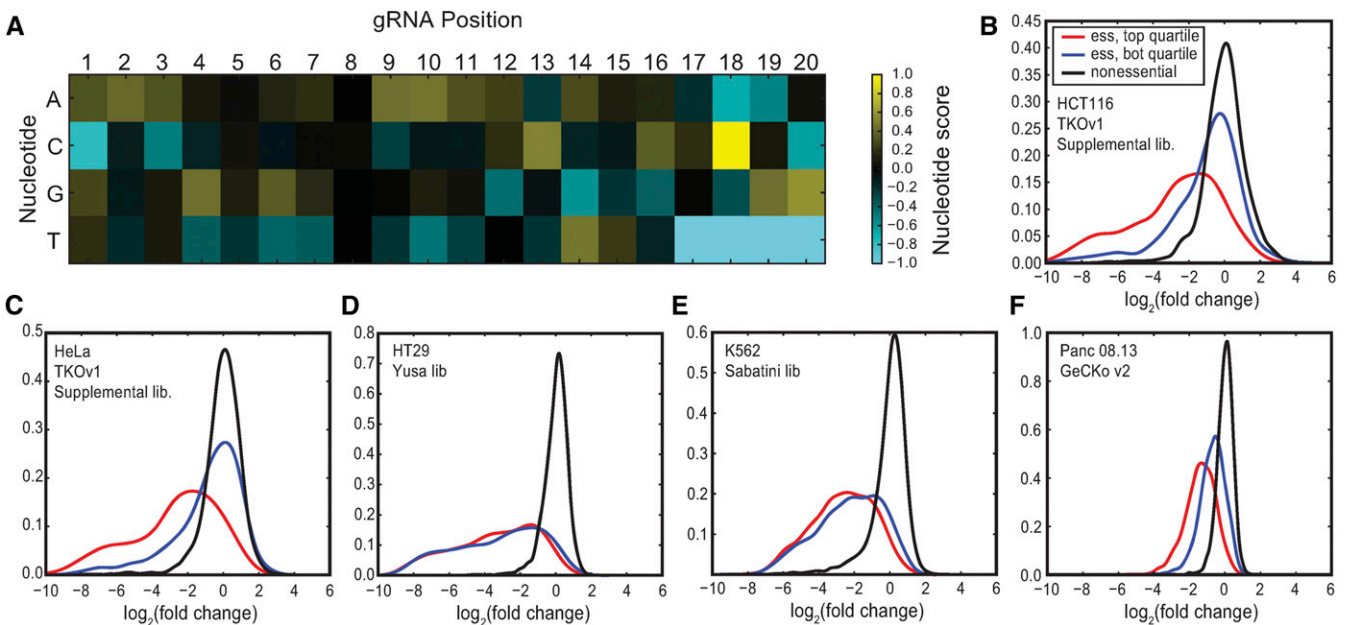 A
gRNA Position
1 2 3 4 5 6 7 8 9 10 11 12 13 14 15 16 17 18 19 20
Nucleotide
A
C
G
T
1.0
0.8
0.6
0.4
0.2
0.0
−0.2
−0.4
−0.6
−0.8
−1.0
Nucleotide score
B
0.45
0.40
0.35
0.30
0.25
0.20
0.15
0.10
0.05
0.00
ess, top quartile
ess, bot quartile
nonessential
HCT116
TKOv1
Supplemental lib.
−10 −8 −6 −4 −2 0 2 4 6
log2(fold change)
C
0.5
0.4
0.3
0.2
0.1
0.0
HeLa
TKOv1
Supplemental lib.
−10 −8 −6 −4 −2 0 2 4 6
log2(fold change)
D
0.8
0.7
0.6
0.5
0.4
0.3
0.2
0.1
0.0
HT29
Yusa lib
−10 −8 −6 −4 −2 0 2 4 6
log2(fold change)
E
0.6
0.5
0.4
0.3
0.2
0.1
K562
Sabatini lib
−10 −8 −6 −4 −2 0 2 4 6
log2(fold change)
F
1.0
0.8
0.6
0.4
0.2
0.0
Panc 08.13
GeCKo v2
−10 −8 −6 −4 −2 0 2 4 6
log2(fold change)